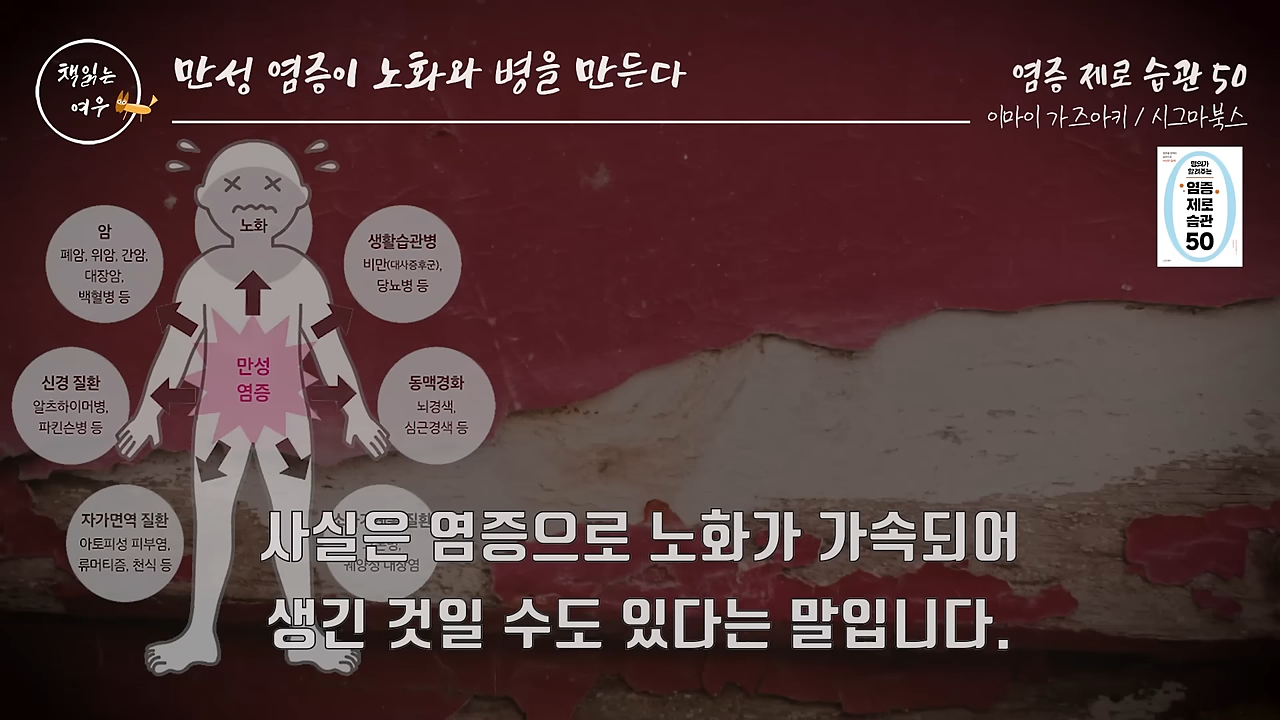 책읽는
여우
만성 염증이 노화와 병을 만든다
염증 제로 습관 50
이마이 가즈아키 / 시그마북스
명의가
알려주는
염증
제로
습관
50
노화
암
폐암, 위암, 간암,
대장암,
백혈병 등
생활습관병
비만(대사증후군),
당뇨병 등
만성
염증
신경 질환
알츠하이머병,
파킨슨병 등
동맥경화
뇌경색,
심근경색 등
자가면역 질환
아토피성 피부염,
류머티즘, 천식 등
질환
궤양성 대장염
사실은 염증으로 노화가 가속되어
생긴 것일 수도 있다는 말입니다.